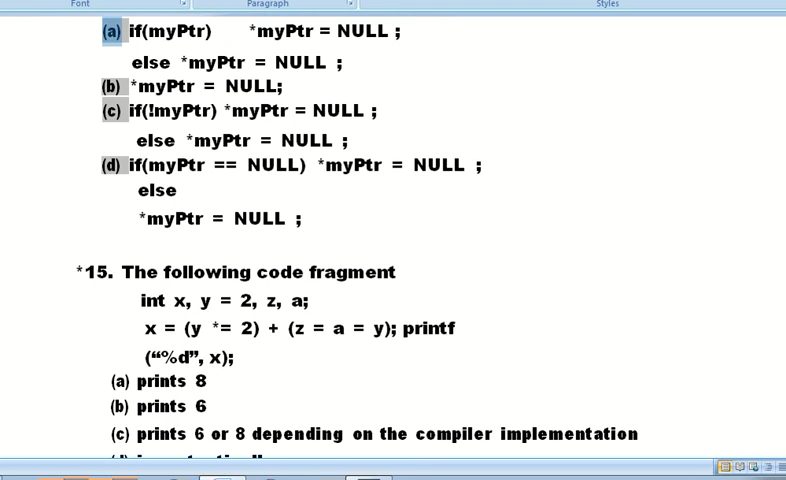 Font Paragraph Styles
(a) if(myPtr) *myPtr = NULL ;
else *myPtr = NULL ;
(b) *myPtr = NULL;
(c) if(!myPtr) *myPtr = NULL ;
else *myPtr = NULL ;
(d) if(myPtr == NULL) *myPtr = NULL ;
else
*myPtr = NULL ;
*15. The following code fragment
int x, y = 2, z, a;
x = (y *= 2) + (z = a = y); printf
(“%d”, x);
(a) prints 8
(b) prints 6
(c) prints 6 or 8 depending on the compiler implementation